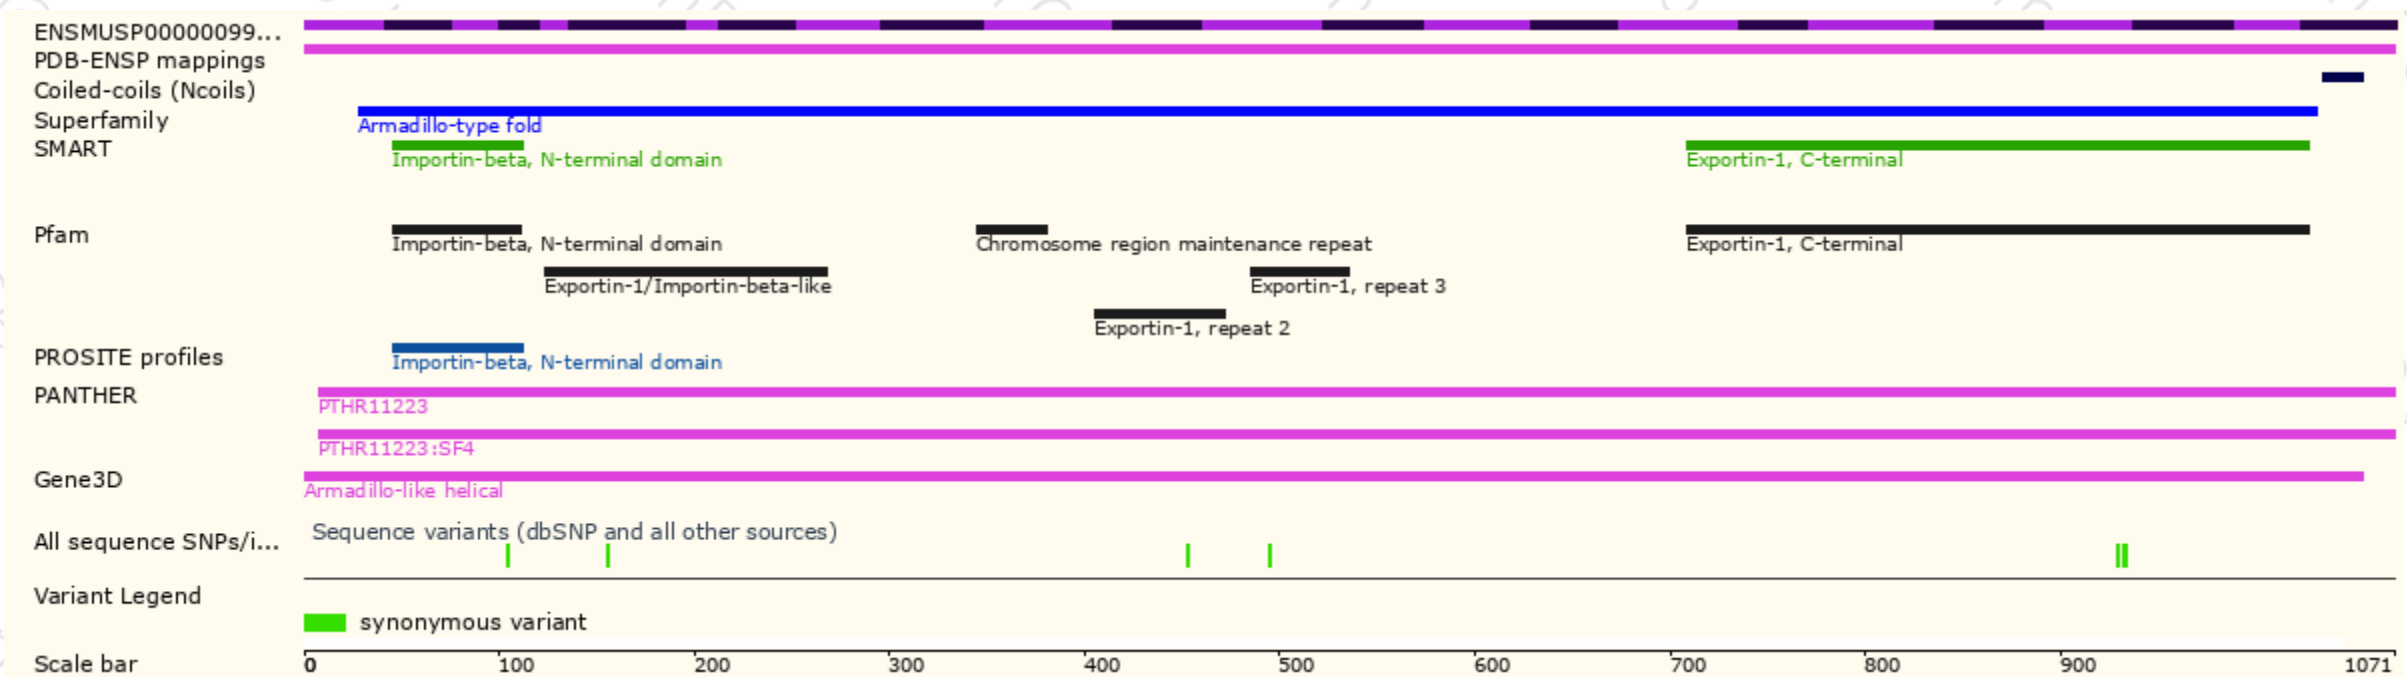 ENSMUSP00000099...
PDB-ENSP mappings
Coiled-coils (Ncoils)
Superfamily
Armadillo-type fold
SMART
Importin-beta, N-terminal domain
Exportin-1, C-terminal
Pfam
Importin-beta, N-terminal domain
Chromosome region maintenance repeat
Exportin-1, C-terminal
Exportin-1/Importin-beta-like
Exportin-1, repeat 3
Exportin-1, repeat 2
PROSITE profiles
Importin-beta, N-terminal domain
PANTHER
PTHR11223
PTHR11223:SF4
Gene3D
Armadillo-like helical
All sequence SNPs/i...
Sequence variants (dbSNP and all other sources)
Variant Legend
synonymous variant
Scale bar
0 100 200 300 400 500 600 700 800 900 1071